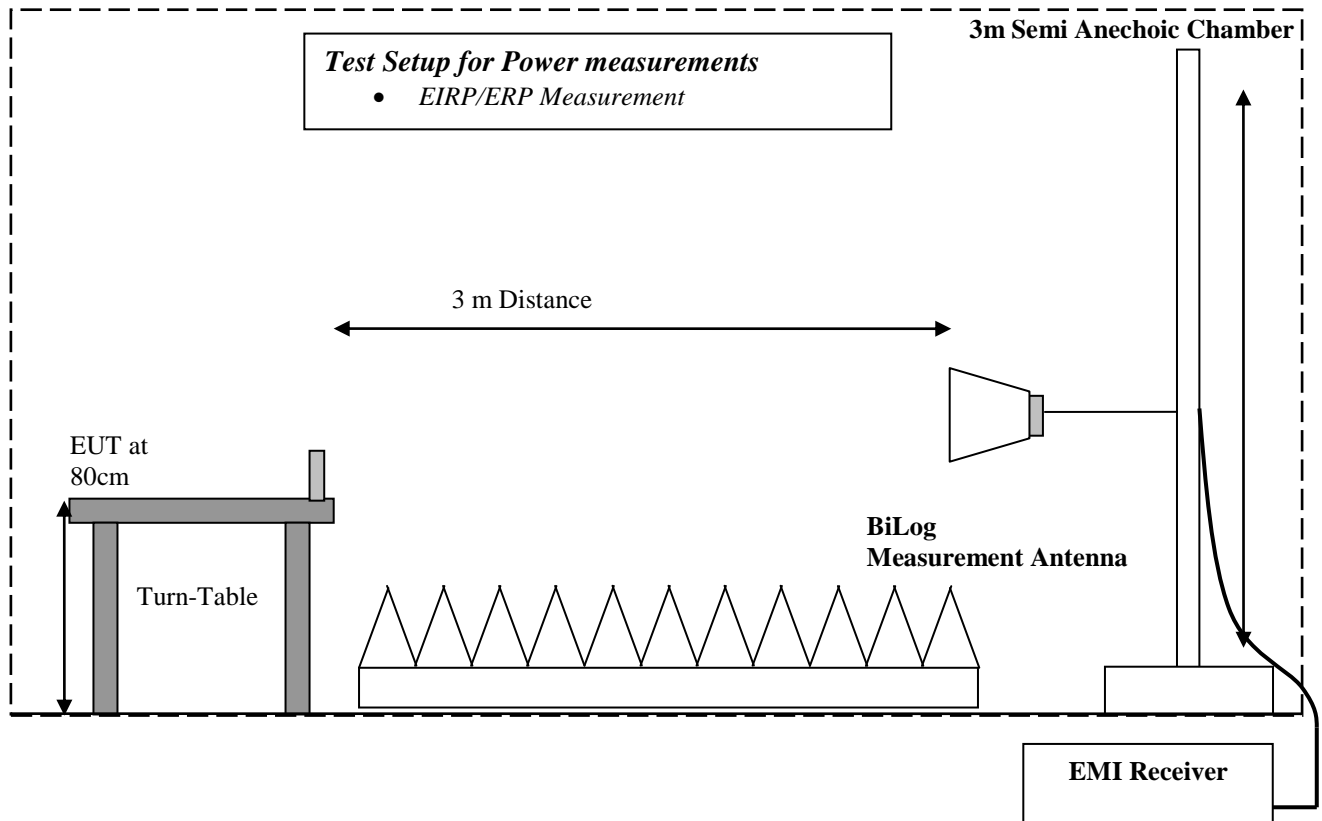 3m Semi Anechoic Chamber
Test Setup for Power measurements
• EIRP/ERP Measurement
3 m Distance
EUT at
80cm
BiLog
Measurement Antenna
Turn-Table
EMI Receiver